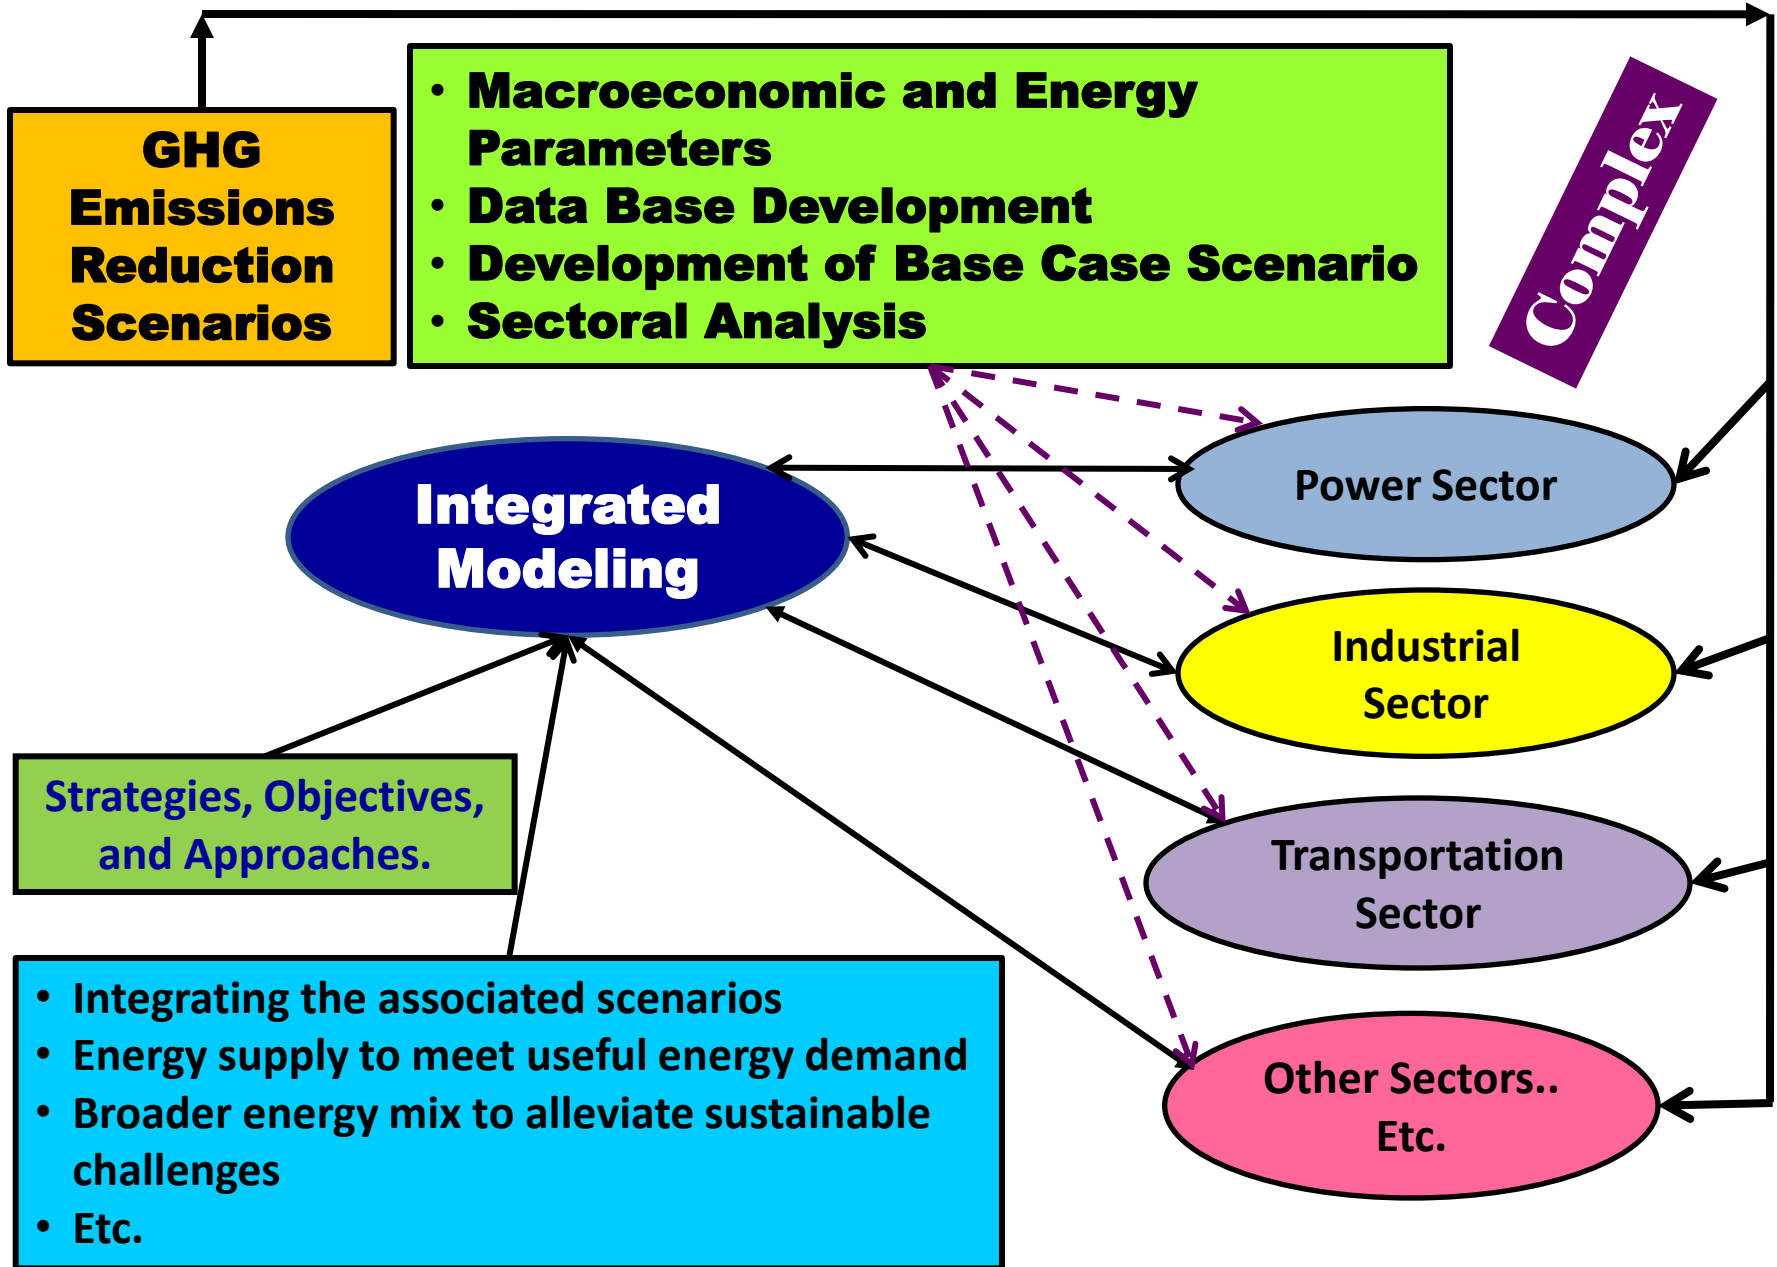 GHG
Emissions
Reduction
Scenarios
• Macroeconomic and Energy
Parameters
• Data Base Development
• Development of Base Case Scenario
• Sectoral Analysis
Complex
Integrated
Modeling
Power Sector
Industrial
Sector
Strategies, Objectives,
and Approaches.
Transportation
Sector
• Integrating the associated scenarios
• Energy supply to meet useful energy demand
• Broader energy mix to alleviate sustainable
challenges
• Etc.
Other Sectors..
Etc.